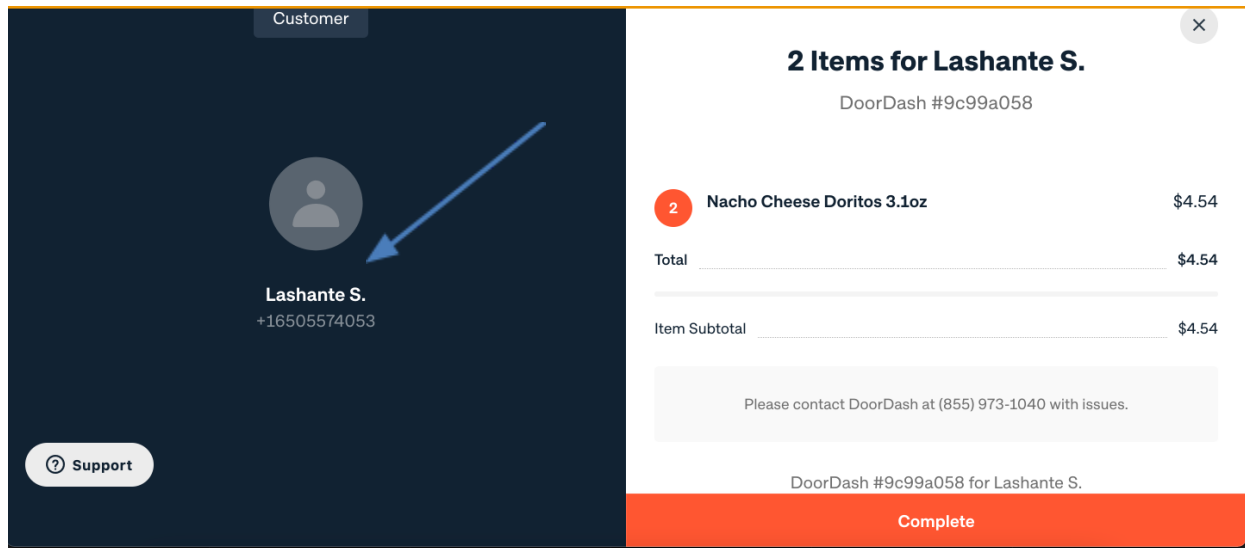 Customer
Lashante S.
+16505574053
Support
2 Items for Lashante S.
DoorDash #9c99a058
2 Nacho Cheese Doritos 3.1oz $4.54
Total $4.54
Item Subtotal $4.54
Please contact DoorDash at (855) 973-1040 with issues.
DoorDash #9c99a058 for Lashante S.
Complete